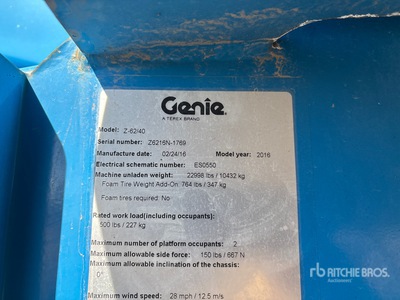 Genie
A TEREX BRAND
Model: Z-62/40
Serial number: Z6216N-1769
Manufacture date: 02/24/16 Model year: 2016
Electrical schematic number: ES0550
Machine unladen weight: 22998 lbs / 10432 kg
Foam Tire Weight Add-On: 764 lbs / 347 kg
Foam tires required: No
Rated work load(including occupants):
500 lbs / 227 kg
Maximum number of platform occupants: 2
Maximum allowable side force: 150 lbs / 667 N
Maximum allowable inclination of the chassis:
0°
Maximum wind speed: 28 mph / 12.5 m/s
rb RITCHIE BROS.
Auctioneers